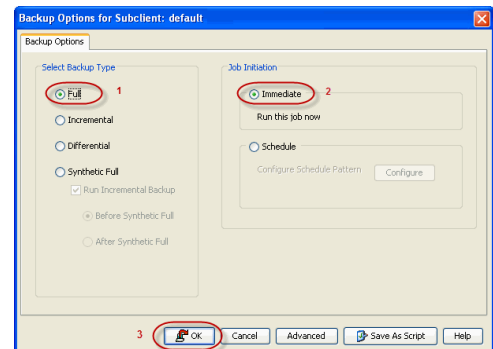 Backup Options for Subclient: default
Backup Options
Select Backup Type
Full
1
Incremental
Differential
Synthetic Full
Run Incremental Backup
Before Synthetic Full
After Synthetic Full
Job Initiation
Immediate
2
Run this job now
Schedule
Configure Schedule Pattern
Configure
3
OK
Cancel
Advanced
Save As Script
Help